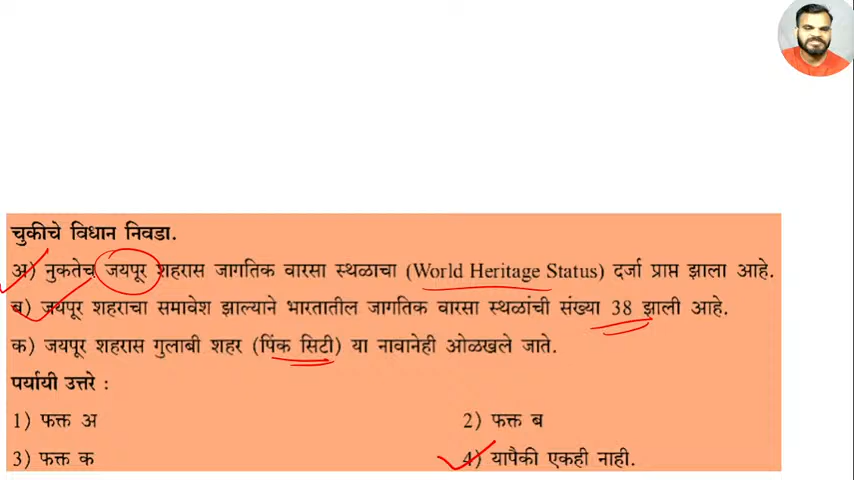 चुकीचे विधान निवडा.
अ) नुकतेच जयपूर शहरास जागतिक वारसा स्थळाचा (World Heritage Status) दर्जा प्राप्त झाला आहे.
ब) जयपूर शहराचा समावेश झाल्याने भारतातील जागतिक वारसा स्थळांची संख्या 38 झाली आहे.
क) जयपूर शहरास गुलाबी शहर (पिंक सिटी) या नावानेही ओळखले जाते.
पर्यायी उत्तरे :
1) फक्त अ 2) फक्त ब
3) फक्त क 4) यापैकी एकही नाही.